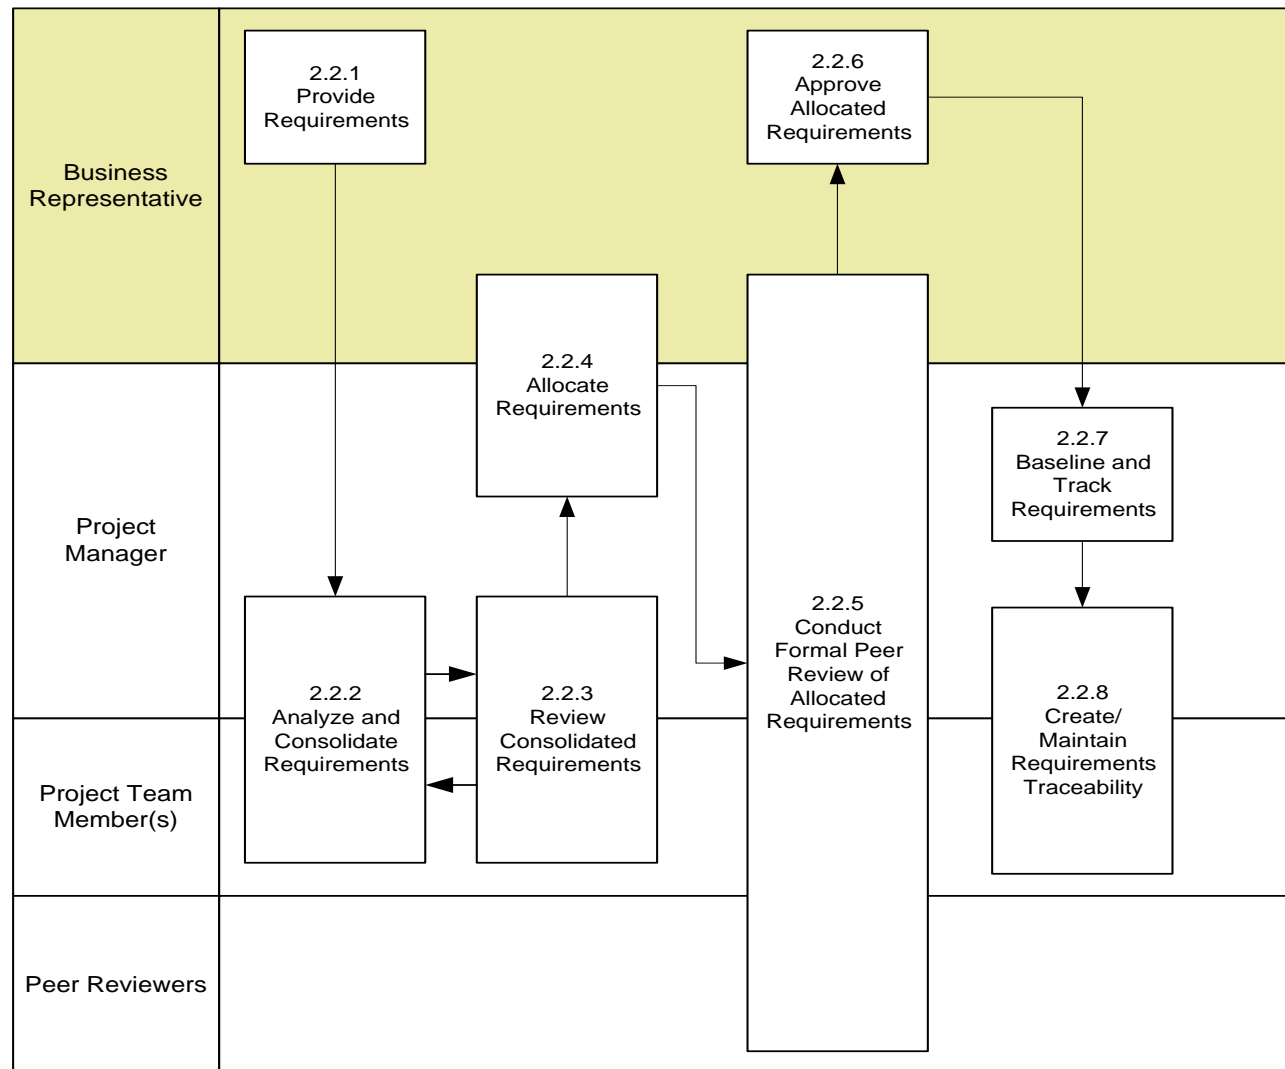 Business
Representative
2.2.1
Provide
Requirements
2.2.6
Approve
Allocated
Requirements
2.2.4
Allocate
Requirements
Project
Manager
2.2.7
Baseline and
Track
Requirements
2.2.2
Analyze and
Consolidate
Requirements
2.2.3
Review
Consolidated
Requirements
2.2.5
Conduct
Formal Peer
Review of
Allocated
Requirements
2.2.8
Create/
Maintain
Requirements
Traceability
Project Team
Member(s)
Peer Reviewers